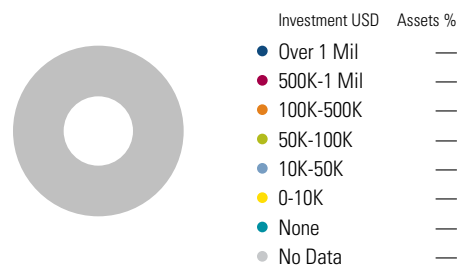 Investment USD Assets %
Over 1 Mil —
500K-1 Mil —
100K-500K —
50K-100K —
10K-50K —
0-10K —
None —
No Data —